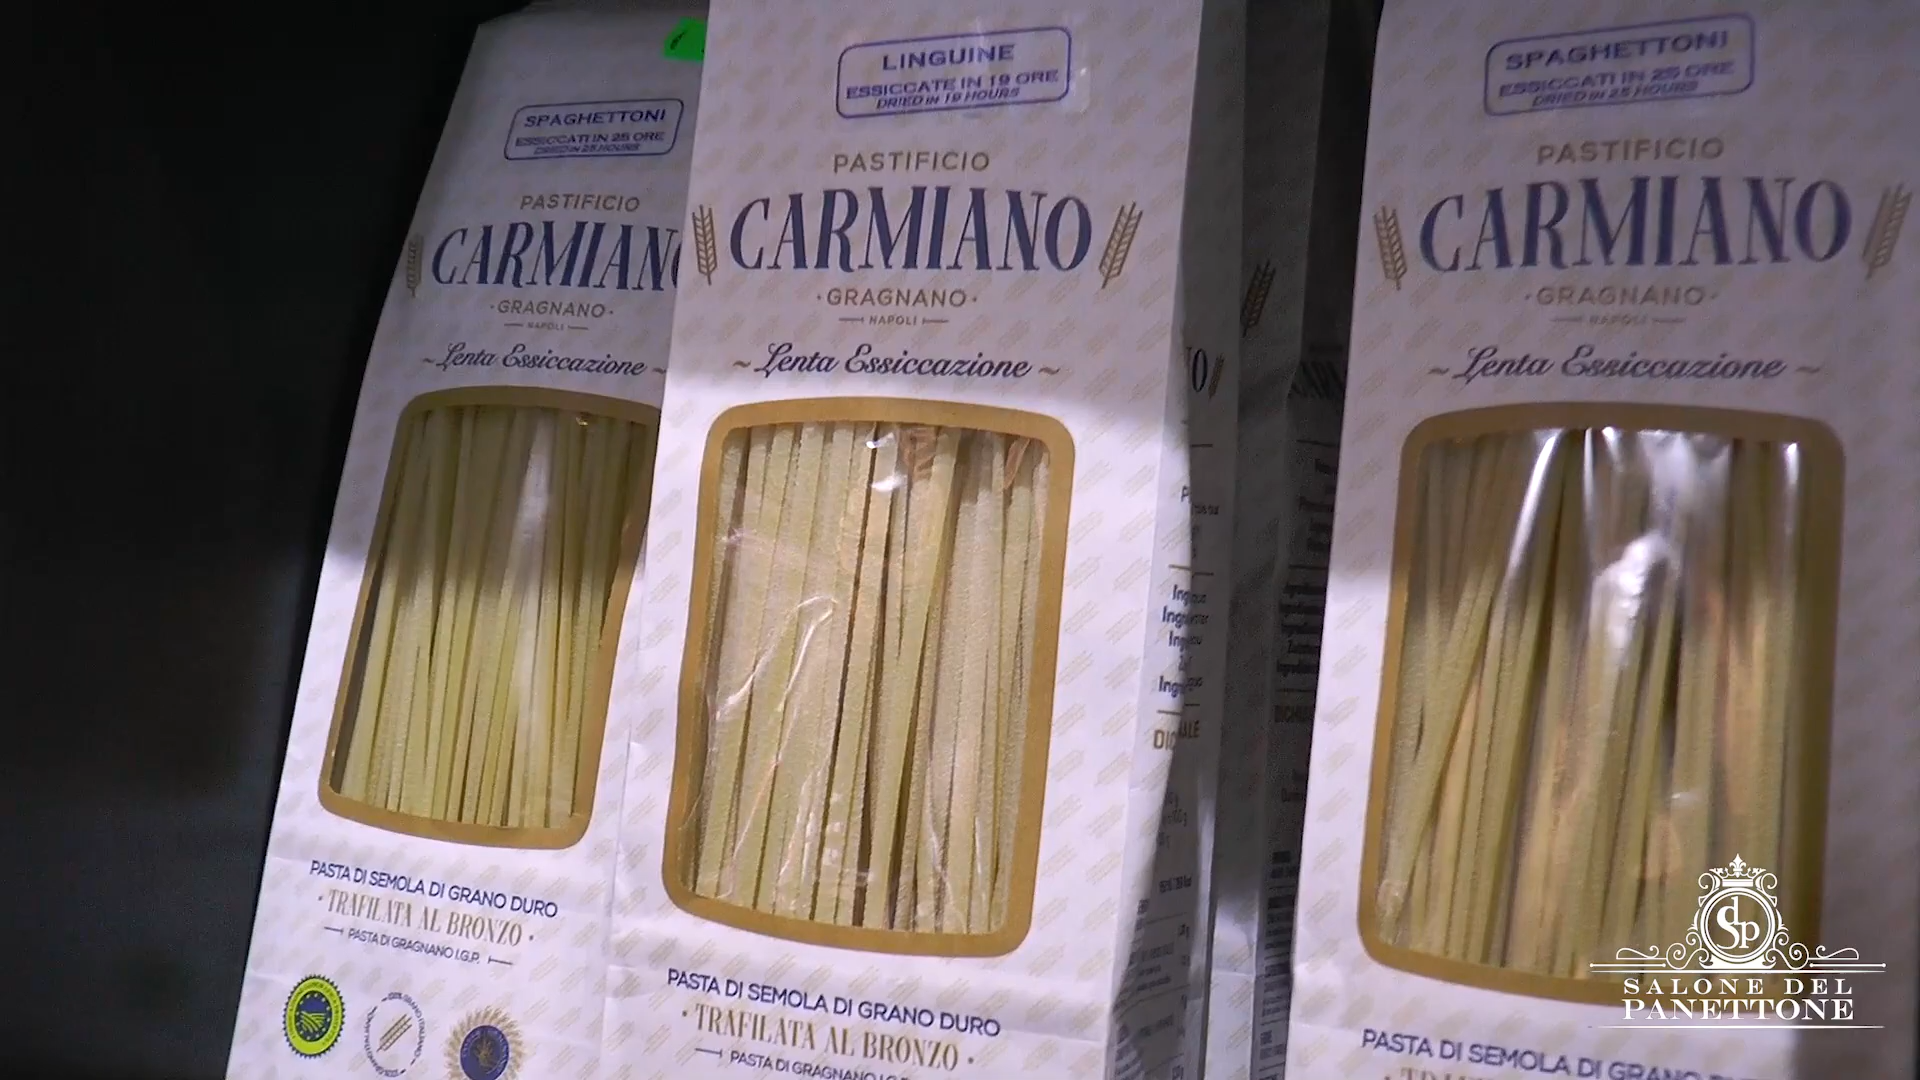 SPAGHETTONI
ESSICCATI IN 25 ORE
DRIED IN 25 HOURS
PASTIFICIO
CARMIANO
·GRAGNANO·
NAPOLI
~Lenta Essiccazione~
PASTA DI SEMOLA DI GRANO DURO
·TRAFILATA AL BRONZO·
PASTA DI GRAGNANO I.G.P.
LINGUINE
ESSICCATE IN 19 ORE
DRIED IN 19 HOURS
PASTIFICIO
CARMIANO
·GRAGNANO·
NAPOLI
~Lenta Essiccazione~
PASTA DI SEMOLA DI GRANO DURO
·TRAFILATA AL BRONZO·
PASTA DI GRAGNANO I.G.P.
SPAGHETTONI
ESSICCATI IN 25 ORE
DRIED IN 25 HOURS
PASTIFICIO
CARMIANO
·GRAGNANO·
NAPOLI
~Lenta Essiccazione~
PASTA DI SEMOLA DI GRANO
SALONE DEL
PANETTONE